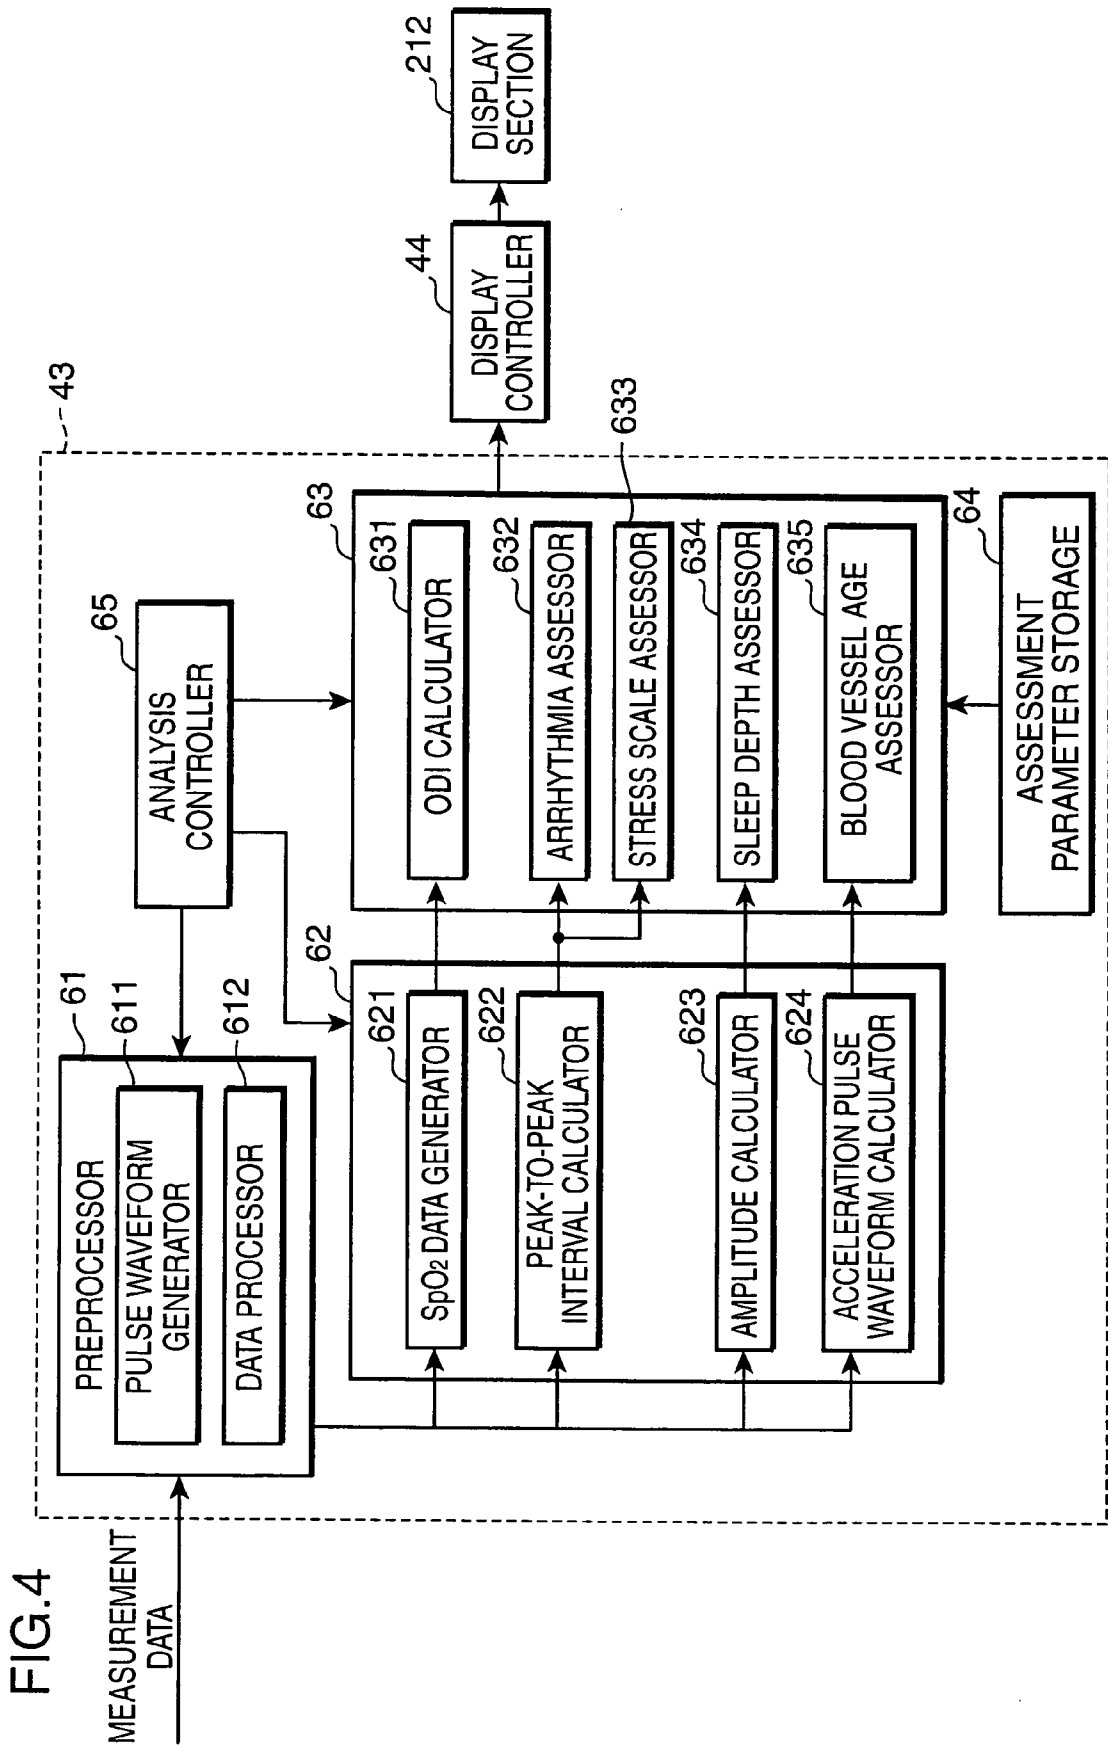 FIG.4
MEASUREMENT
DATA
43
61
PREPROCESSOR
611
PULSE WAVEFORM
GENERATOR
612
DATA PROCESSOR
65
ANALYSIS
CONTROLLER
62
621
SpO2 DATA GENERATOR
622
PEAK-TO-PEAK
INTERVAL CALCULATOR
623
AMPLITUDE CALCULATOR
624
ACCELERATION PULSE
WAVEFORM CALCULATOR
63
631
ODI CALCULATOR
632
ARRHYTHMIA ASSESSOR
633
STRESS SCALE ASSESSOR
634
SLEEP DEPTH ASSESSOR
635
BLOOD VESSEL AGE
ASSESSOR
64
ASSESSMENT
PARAMETER STORAGE
44
DISPLAY
CONTROLLER
212
DISPLAY
SECTION